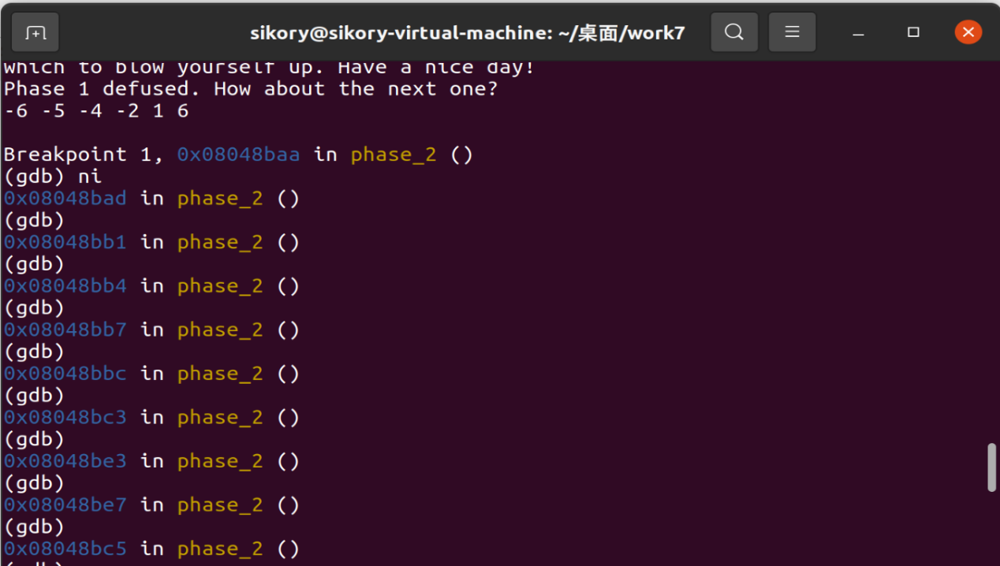 sikory@sikory-virtual-machine: ~/桌面/work7
which to blow yourself up. Have a nice day!
Phase 1 defused. How about the next one?
-6 -5 -4 -2 1 6
Breakpoint 1, 0x08048baa in phase_2 ()
(gdb) ni
0x08048bad in phase_2 ()
(gdb)
0x08048bb1 in phase_2 ()
(gdb)
0x08048bb4 in phase_2 ()
(gdb)
0x08048bb7 in phase_2 ()
(gdb)
0x08048bbc in phase_2 ()
(gdb)
0x08048bc3 in phase_2 ()
(gdb)
0x08048be3 in phase_2 ()
(gdb)
0x08048be7 in phase_2 ()
(gdb)
0x08048bc5 in phase_2 ()
(gdb)